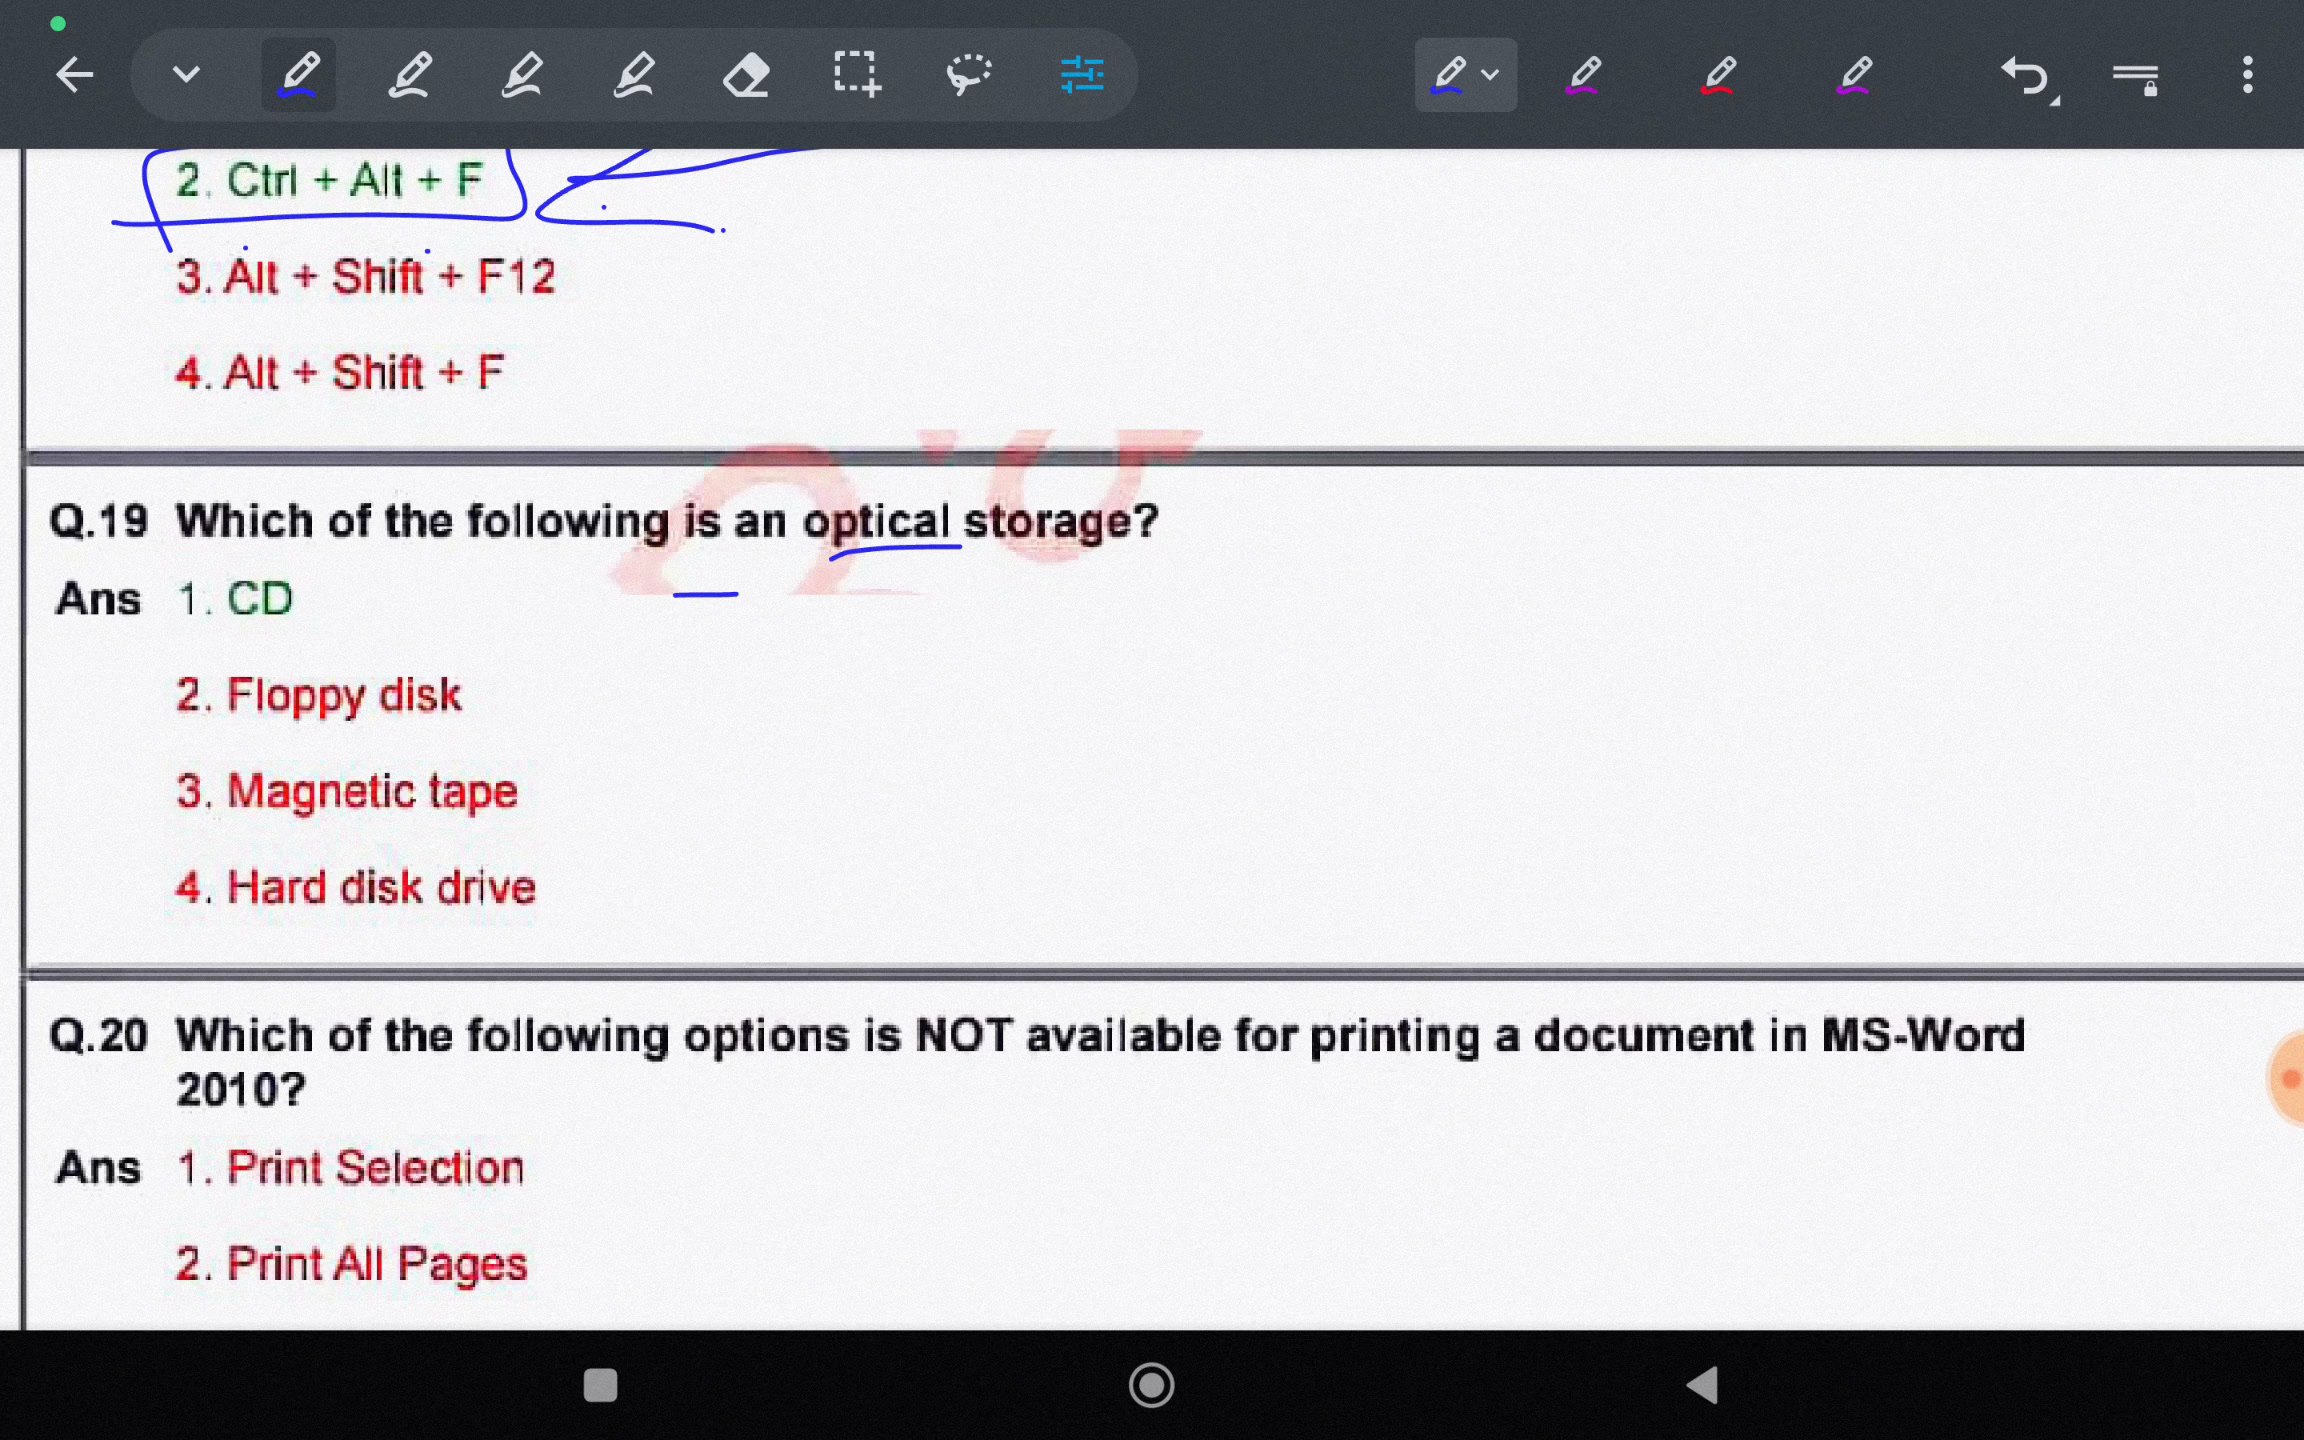 2. Ctrl + Alt + F
3. Alt + Shift + F12
4. Alt + Shift + F
Q.19 Which of the following is an optical storage?
Ans 1. CD
2. Floppy disk
3. Magnetic tape
4. Hard disk drive
Q.20 Which of the following options is NOT available for printing a document in MS-Word
2010?
Ans 1. Print Selection
2. Print All Pages